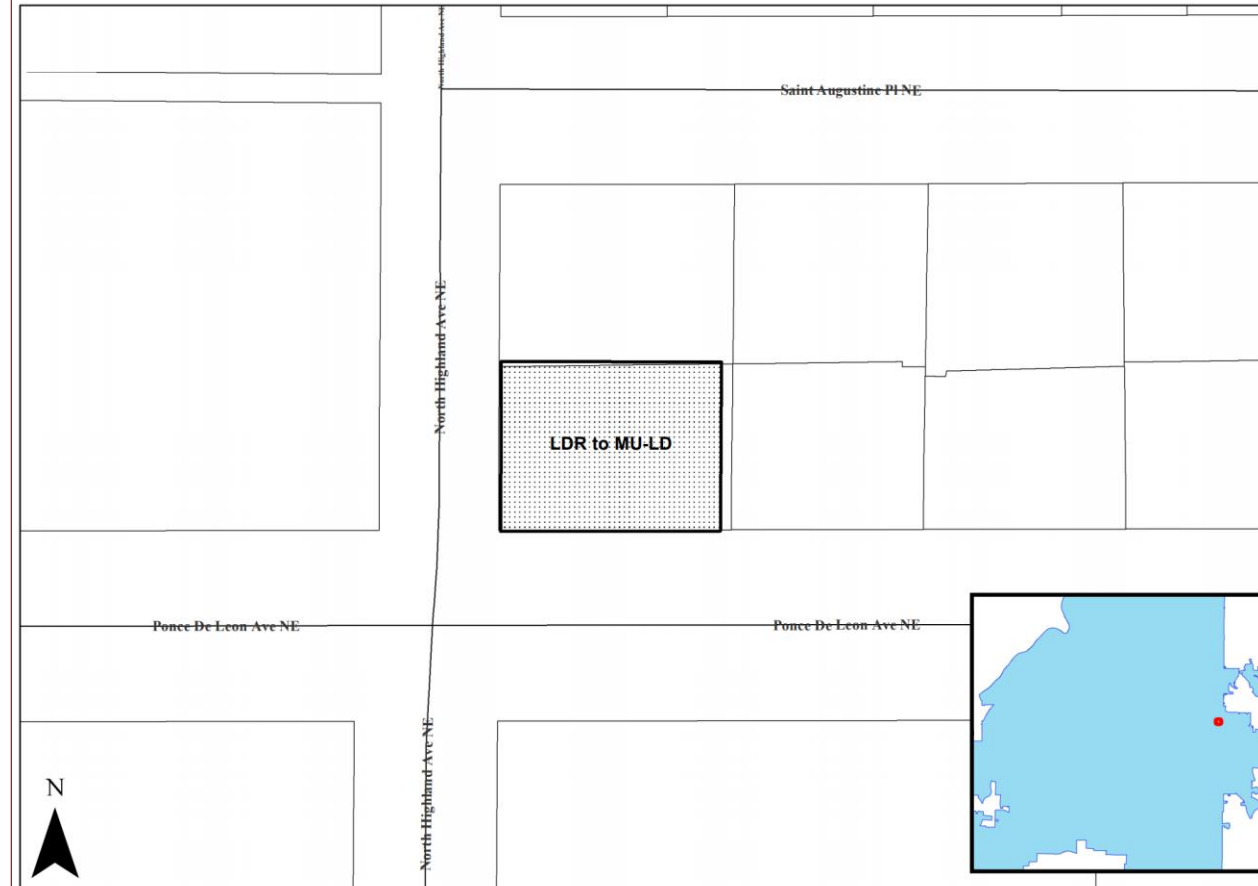 North Highland Ave NE
Saint Augustine Pl NE
North Highland Ave NE
LDR to MU-LD
Ponce De Leon Ave NE
Ponce De Leon Ave NE
North Highland Ave NE
N